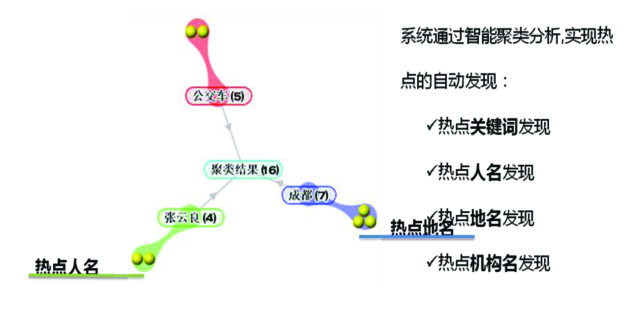 系统通过智能聚类分析,实现热
点的自动发现：
公交车(5)
✓热点关键词发现
聚类结果(16)
✓热点人名发现
成都(7)
张云良(4)
✓热点地名发现
热点地名
热点人名
✓热点机构名发现